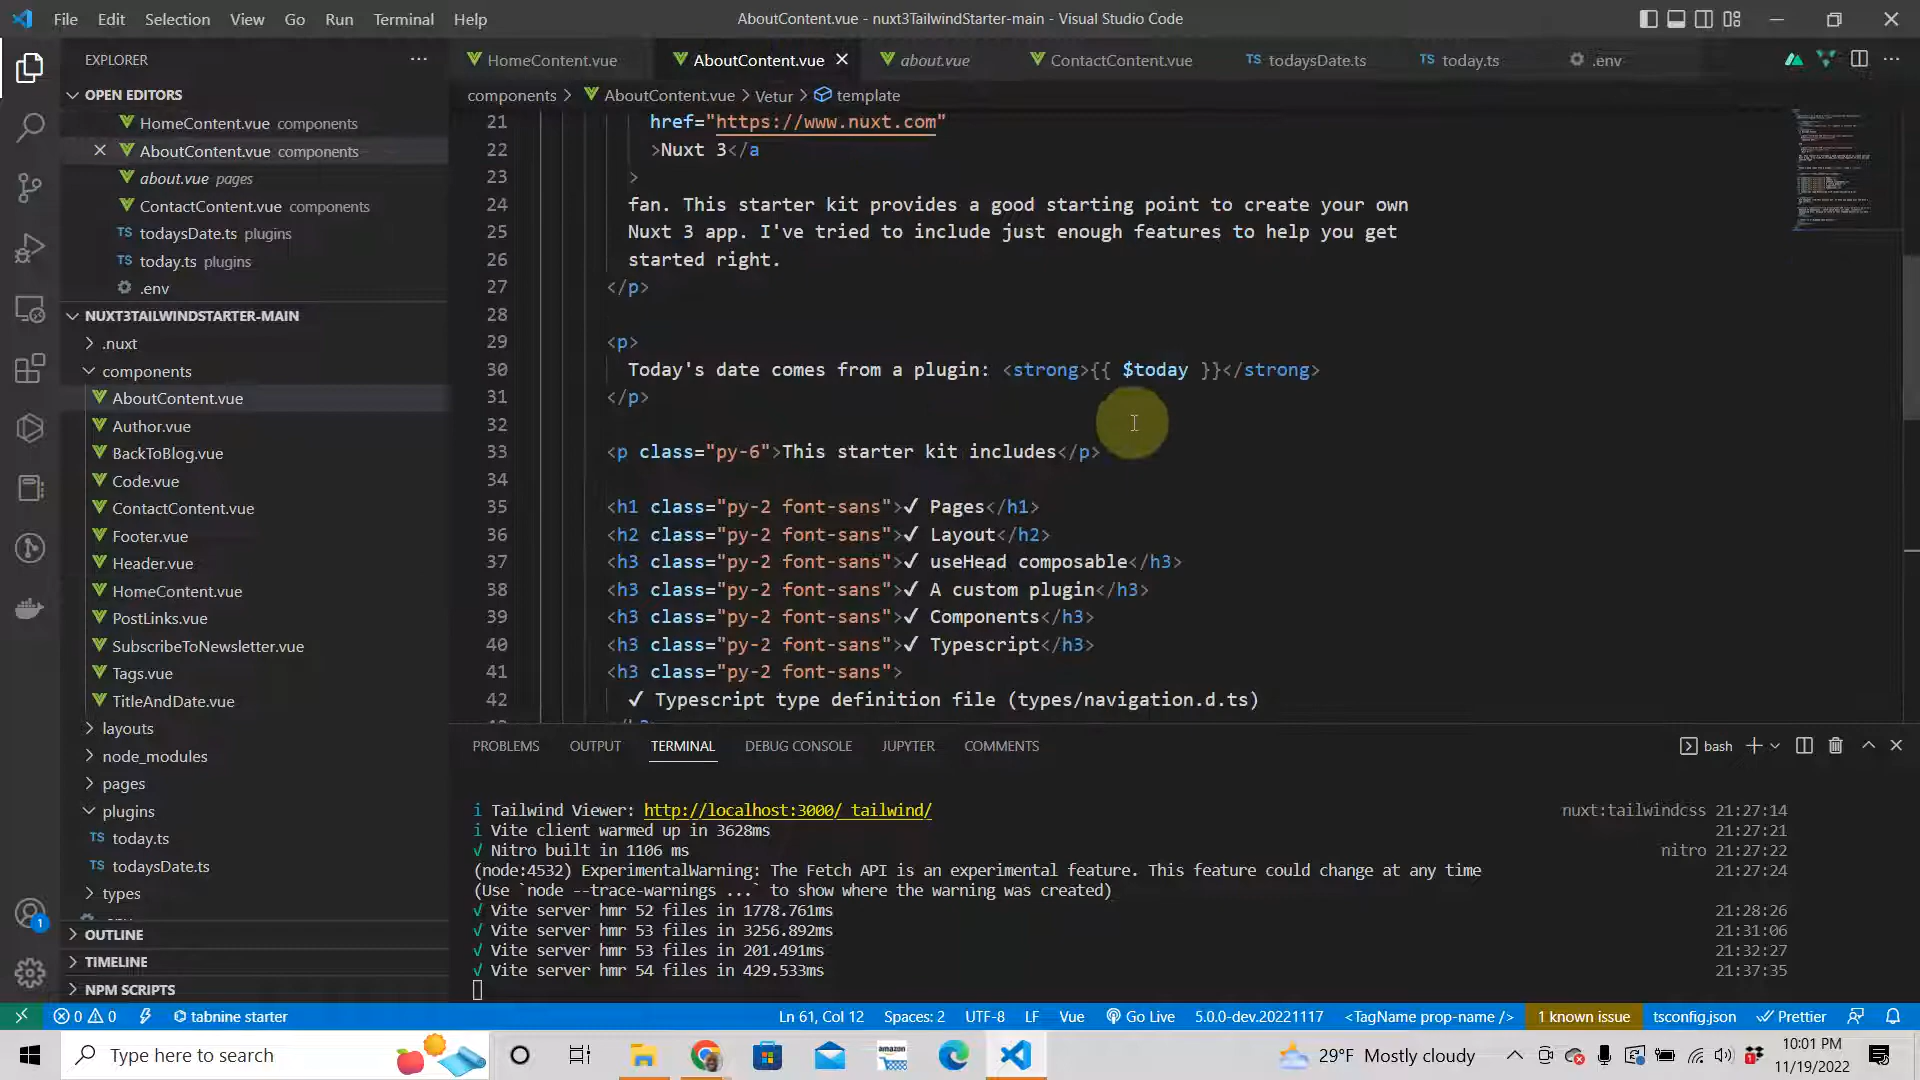 File Edit Selection View Go Run Terminal Help
AboutContent.vue - nuxt3TailwindStarter-main - Visual Studio Code
EXPLORER
OPEN EDITORS
HomeContent.vue components
AboutContent.vue components
about.vue pages
ContactContent.vue components
TS todaysDate.ts plugins
TS today.ts plugins
.env
NUXT3TAILWINDSTARTER-MAIN
.nuxt
components
AboutContent.vue
Author.vue
BackToBlog.vue
Code.vue
ContactContent.vue
Footer.vue
Header.vue
HomeContent.vue
PostLinks.vue
SubscribeToNewsletter.vue
Tags.vue
TitleAndDate.vue
layouts
node_modules
pages
plugins
TS today.ts
TS todaysDate.ts
types
OUTLINE
TIMELINE
NPM SCRIPTS
1
HomeContent.vue AboutContent.vue about.vue ContactContent.vue TS todaysDate.ts TS today.ts .env
components > AboutContent.vue > Vetur > template
21 href="https://www.nuxt.com"
22 >Nuxt 3</a
23 >
24 fan. This starter kit provides a good starting point to create your own
25 Nuxt 3 app. I've tried to include just enough features to help you get
26 started right.
27 </p>
28
29 <p>
30 Today's date comes from a plugin: <strong>{{ $today }}</strong>
31 </p>
32
33 <p class="py-6">This starter kit includes</p>
34
35 <h1 class="py-2 font-sans">✓ Pages</h1>
36 <h2 class="py-2 font-sans">✓ Layout</h2>
37 <h3 class="py-2 font-sans">✓ useHead composable</h3>
38 <h3 class="py-2 font-sans">✓ A custom plugin</h3>
39 <h3 class="py-2 font-sans">✓ Components</h3>
40 <h3 class="py-2 font-sans">✓ Typescript</h3>
41 <h3 class="py-2 font-sans">
42 ✓ Typescript type definition file (types/navigation.d.ts)
PROBLEMS OUTPUT TERMINAL DEBUG CONSOLE JUPYTER COMMENTS
bash
i Tailwind Viewer: http://localhost:3000/_tailwind/ nuxt:tailwindcss 21:27:14
i Vite client warmed up in 3628ms 21:27:21
√ Nitro built in 1106 ms nitro 21:27:22
(node:4532) ExperimentalWarning: The Fetch API is an experimental feature. This feature could change at any time 21:27:24
(Use `node --trace-warnings ...` to show where the warning was created)
√ Vite server hmr 52 files in 1778.761ms 21:28:26
√ Vite server hmr 53 files in 3256.892ms 21:31:06
√ Vite server hmr 53 files in 201.491ms 21:32:27
√ Vite server hmr 54 files in 429.533ms 21:37:35
0 0 tabnine starter Ln 61, Col 12 Spaces: 2 UTF-8 LF Vue Go Live 5.0.0-dev.20221117 <TagName prop-name /> 1 known issue tsconfig.json Prettier
Type here to search
amazon
29°F Mostly cloudy
10:01 PM
11/19/2022